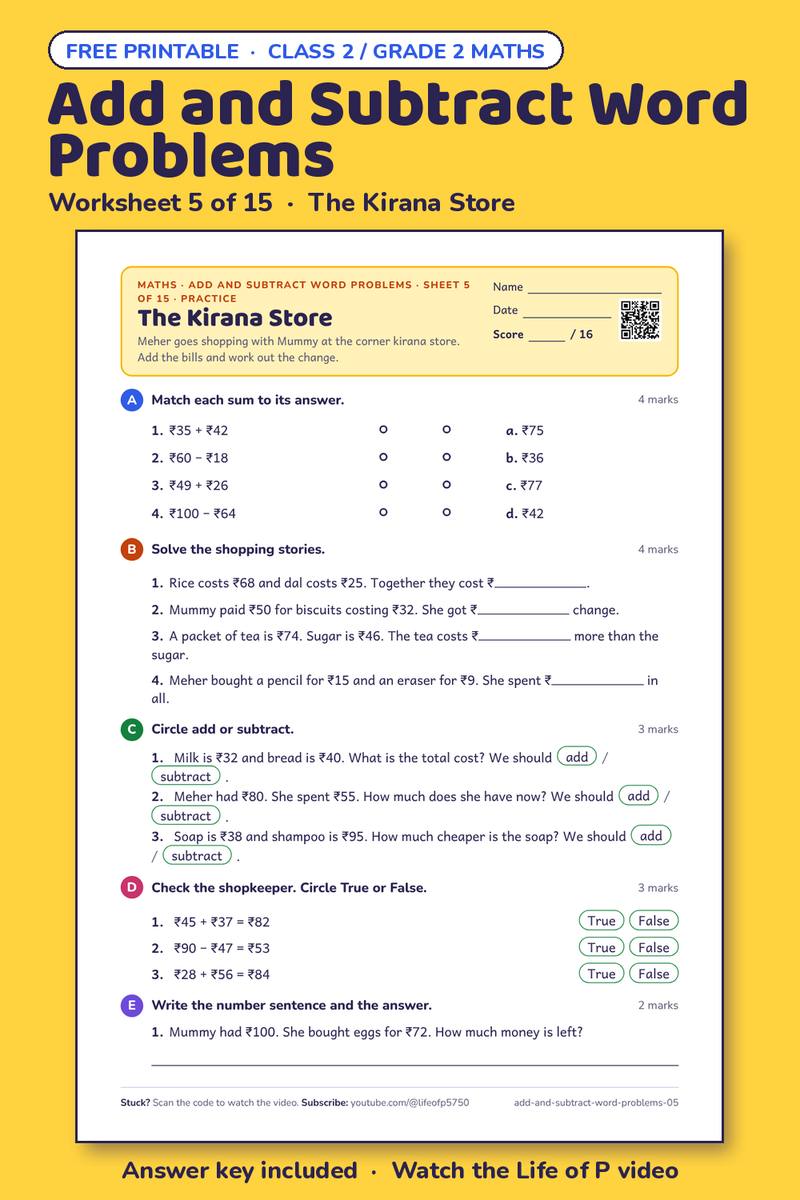 FREE PRINTABLE · CLASS 2 / GRADE 2 MATHS
Add and Subtract Word
Problems
Worksheet 5 of 15 · The Kirana Store
MATHS · ADD AND SUBTRACT WORD PROBLEMS · SHEET 5
OF 15 · PRACTICE
The Kirana Store
Meher goes shopping with Mummy at the corner kirana store.
Add the bills and work out the change.
Name
Date
Score ______ / 16
A Match each sum to its answer. 4 marks
1. ₹35 + ₹42 a. ₹75
2. ₹60 − ₹18 b. ₹36
3. ₹49 + ₹26 c. ₹77
4. ₹100 − ₹64 d. ₹42
B Solve the shopping stories. 4 marks
1. Rice costs ₹68 and dal costs ₹25. Together they cost ₹____________.
2. Mummy paid ₹50 for biscuits costing ₹32. She got ₹____________ change.
3. A packet of tea is ₹74. Sugar is ₹46. The tea costs ₹____________ more than the
sugar.
4. Meher bought a pencil for ₹15 and an eraser for ₹9. She spent ₹____________ in
all.
C Circle add or subtract. 3 marks
1. Milk is ₹32 and bread is ₹40. What is the total cost? We should add /
subtract .
2. Meher had ₹80. She spent ₹55. How much does she have now? We should add /
subtract .
3. Soap is ₹38 and shampoo is ₹95. How much cheaper is the soap? We should add
/ subtract .
D Check the shopkeeper. Circle True or False. 3 marks
1. ₹45 + ₹37 = ₹82 True False
2. ₹90 − ₹47 = ₹53 True False
3. ₹28 + ₹56 = ₹84 True False
E Write the number sentence and the answer. 2 marks
1. Mummy had ₹100. She bought eggs for ₹72. How much money is left?
Stuck? Scan the code to watch the video. Subscribe: youtube.com/@lifeofp5750 add-and-subtract-word-problems-05
Answer key included · Watch the Life of P video